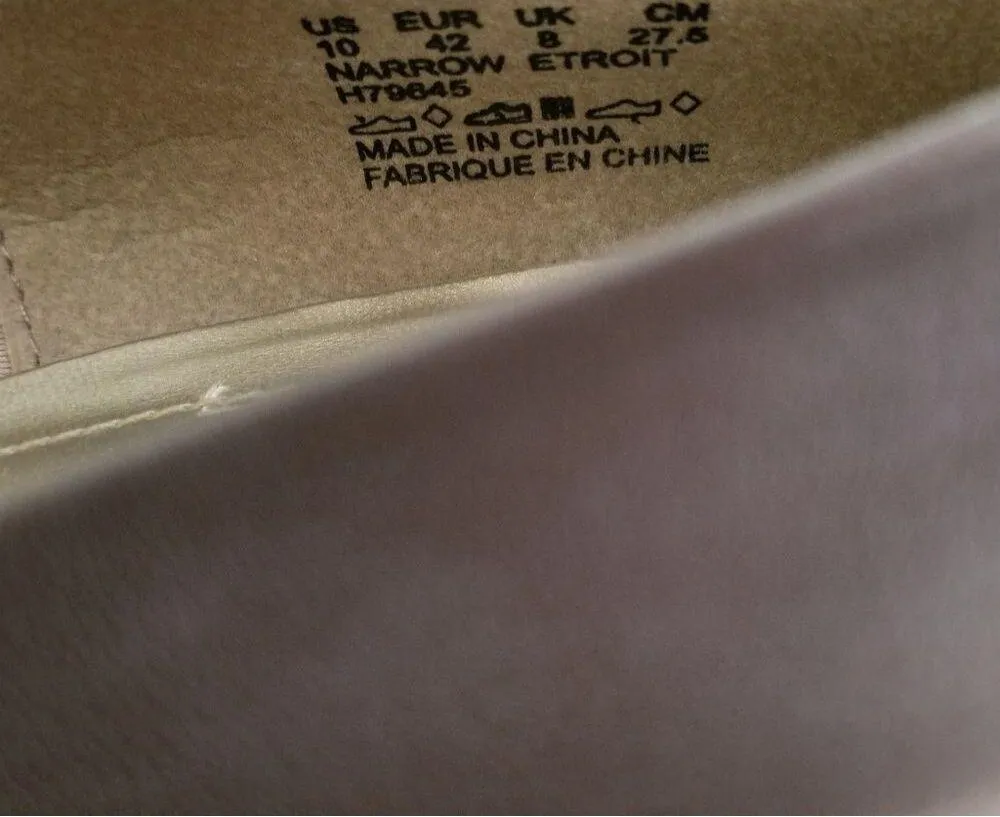 US EUR UK CM
10 42 8 27.5
NARROW ETROIT
H79645
MADE IN CHINA
FABRIQUE EN CHINE